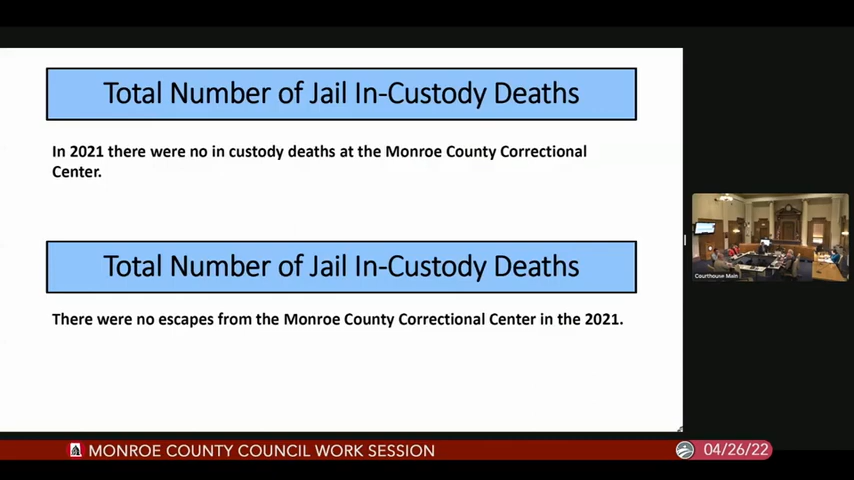 Total Number of Jail In-Custody Deaths
In 2021 there were no in custody deaths at the Monroe County Correctional
Center.
Total Number of Jail In-Custody Deaths
There were no escapes from the Monroe County Correctional Center in the 2021.
Courthouse Main
MONROE COUNTY COUNCIL WORK SESSION
04/26/22